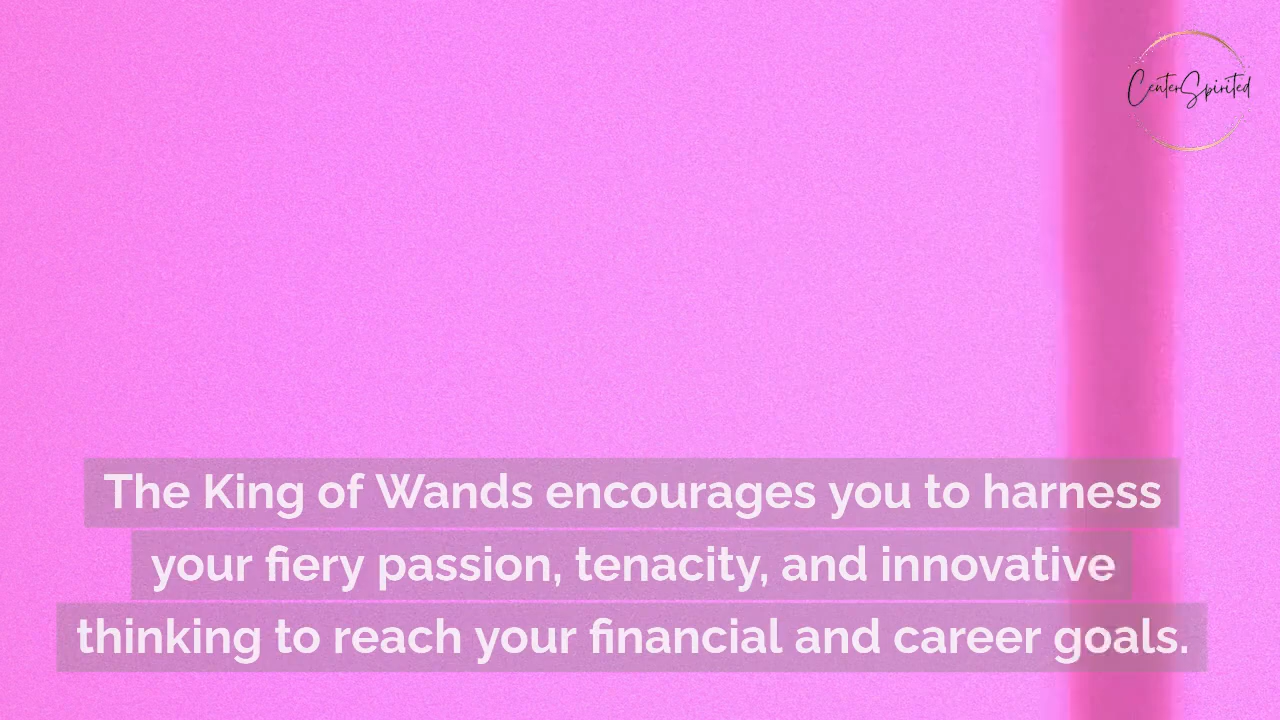 CenterSpirited
The King of Wands encourages you to harness
your fiery passion, tenacity, and innovative
thinking to reach your financial and career goals.